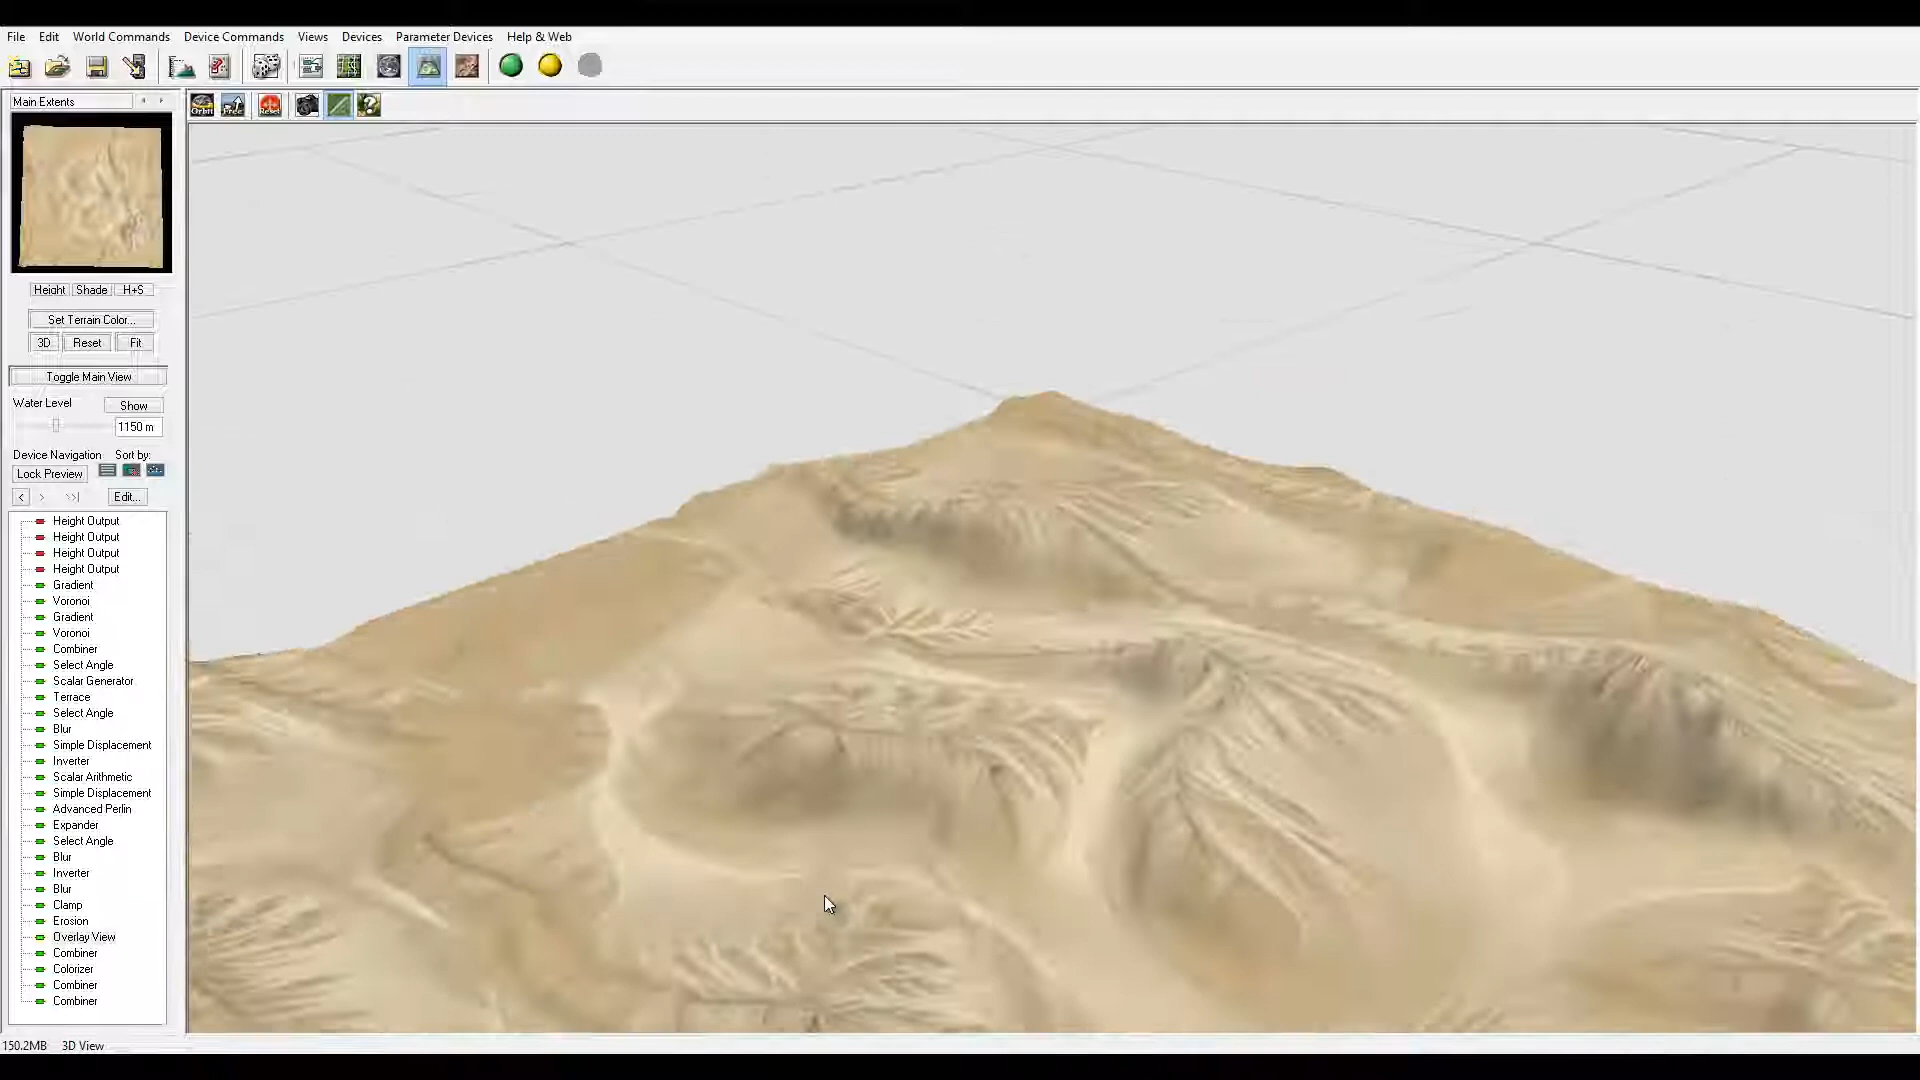 File Edit World Commands Device Commands Views Devices Parameter Devices Help & Web
Main Extents
Orbit Free Reset
Height Shade H+S
Set Terrain Color...
3D Reset Fit
Toggle Main View
Water Level Show
1150 m
Device Navigation Sort by:
Lock Preview
< > >>| Edit...
Height Output
Height Output
Height Output
Height Output
Gradient
Voronoi
Gradient
Voronoi
Combiner
Select Angle
Scalar Generator
Terrace
Select Angle
Blur
Simple Displacement
Inverter
Scalar Arithmetic
Simple Displacement
Advanced Perlin
Expander
Select Angle
Blur
Inverter
Blur
Clamp
Erosion
Overlay View
Combiner
Colorizer
Combiner
Combiner
150.2MB 3D View